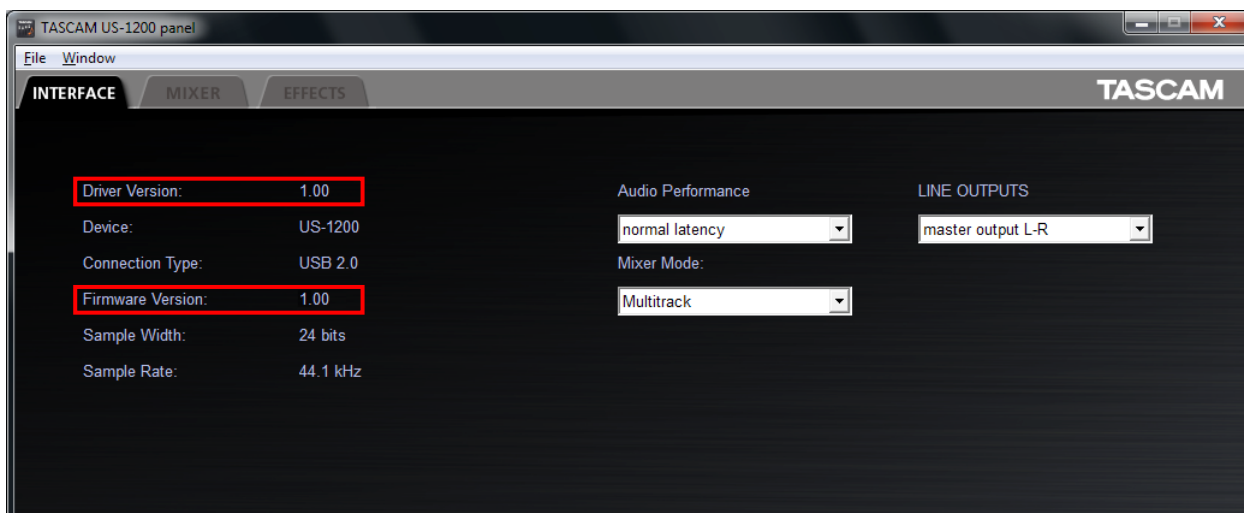 TASCAM US-1200 panel
File Window
INTERFACE MIXER EFFECTS TASCAM
Driver Version: 1.00 Audio Performance LINE OUTPUTS
Device: US-1200 normal latency master output L-R
Connection Type: USB 2.0 Mixer Mode:
Firmware Version: 1.00 Multitrack
Sample Width: 24 bits
Sample Rate: 44.1 kHz